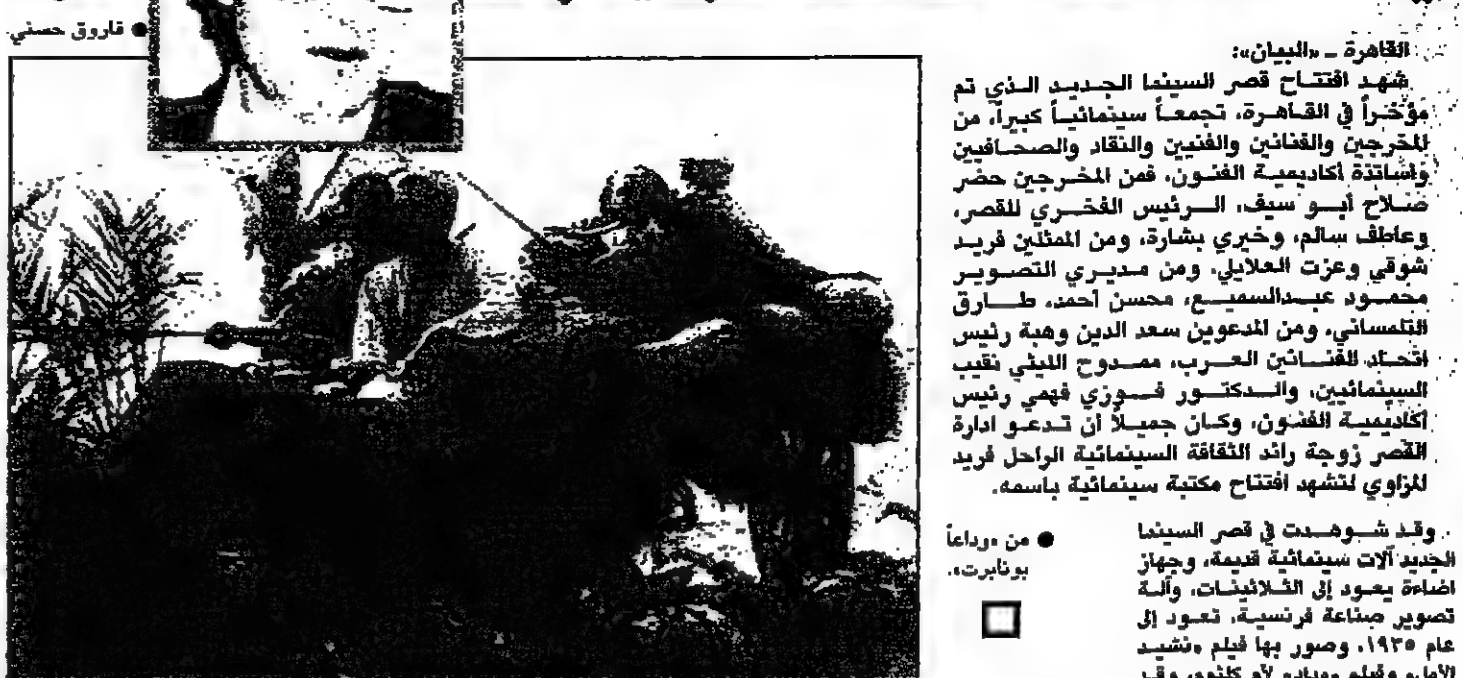 ● فاروق حسني
القاهرة ـ «البيان»:
شهد افتتاح قصر السينما الجديد الذي تم
مؤخراً في القاهرة، تجمعاً سينمائياً كبيراً، من
المخرجين والفنانين والفنيين والنقاد والصحافيين
وأساتذة أكاديمية الفنون، فمن المخرجين حضر
صلاح أبو سيف، الرئيس الفخري للقصر،
وعاطف سالم، وخيري بشارة، ومن الممثلين فريد
شوقي وعزت العلايلي، ومن مديري التصوير
محمود عبدالسميع، محسن أحمد، طارق
التلمساني، ومن المدعوين سعد الدين وهبة رئيس
اتحاد الفنانين العرب، ممدوح الليثي نقيب
السينمائيين، والدكتور فوزي فهمي رئيس
أكاديمية الفنون، وكان جميلاً أن تدعو ادارة
القصر زوجة رائد الثقافة السينمائية الراحل فريد
المزاوي لتشهد افتتاح مكتبة سينمائية باسمه.
وقد شوهدت في قصر السينما
الجديد آلات سينمائية قديمة، وجهاز
اضاءة يعود إلى الثلاثينات، وآلة
تصوير صناعة فرنسية، تعود إلى
عام ١٩٣٥، وصور بها فيلم «نشيد
الأمل» وفيلم لأم كلثوم، وقد
● من «وداعاً
بونابرت».